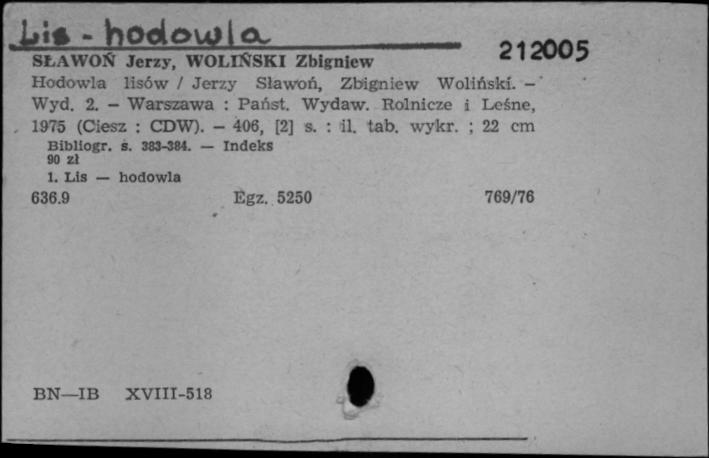 Lis - hodowla
212005
SŁAWOŃ Jerzy, WOLIŃSKI Zbigniew
Hodowla lisów / Jerzy Sławoń, Zbigniew Woliński. —
Wyd. 2. — Warszawa : Państ. Wydaw. Rolnicze i Leśne,
1975 (Ciesz : CDW). — 406, [2] s. : il. tab. wykr. ; 22 cm
Bibliogr. s. 383-384. — Indeks
90 zł
1. Lis — hodowla
636.9 Egz. 5250 769/76
BN—IB XVIII-518